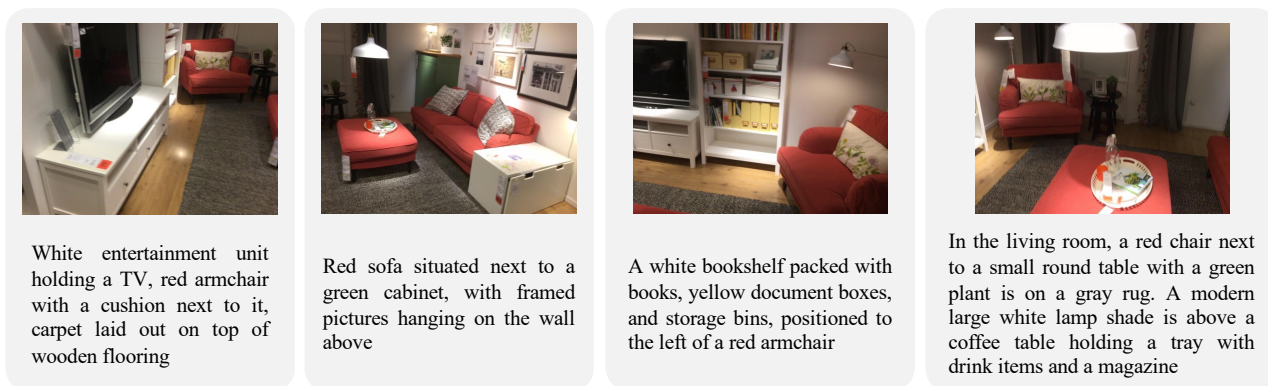 White entertainment unit
holding a TV, red armchair
with a cushion next to it,
carpet laid out on top of
wooden flooring
Red sofa situated next to a
green cabinet, with framed
pictures hanging on the wall
above
A white bookshelf packed with
books, yellow document boxes,
and storage bins, positioned to
the left of a red armchair
In the living room, a red chair next
to a small round table with a green
plant is on a gray rug. A modern
large white lamp shade is above a
coffee table holding a tray with
drink items and a magazine